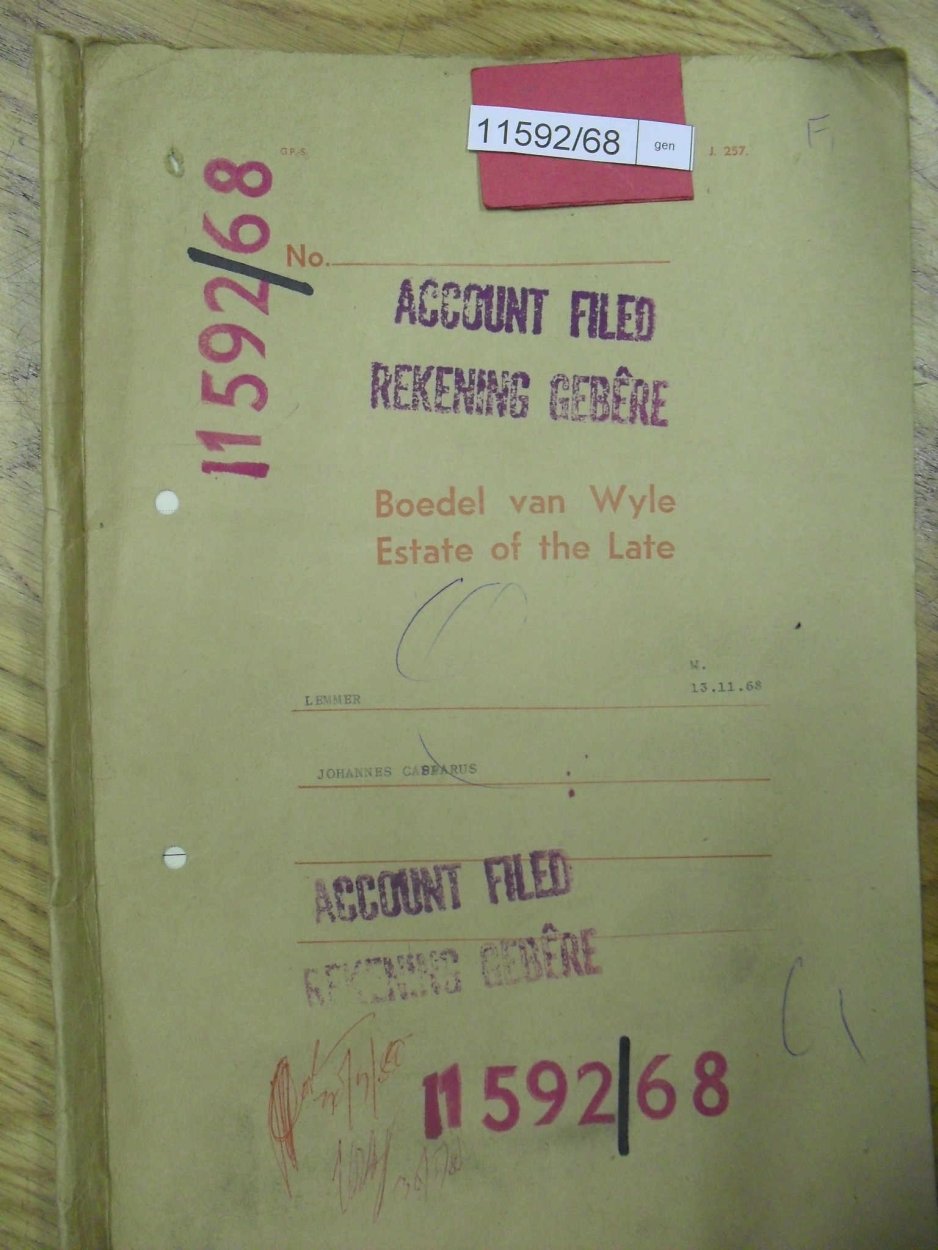 11592/68 gen
G.P.-S.
J. 257.
F
11592/68
No.
ACCOUNT FILED
REKENING GEBÊRE
Boedel van Wyle
Estate of the Late
W.
LEMMER 13.11.68
JOHANNES CASPARUS
ACCOUNT FILED
REKENING GEBÊRE
11592/68